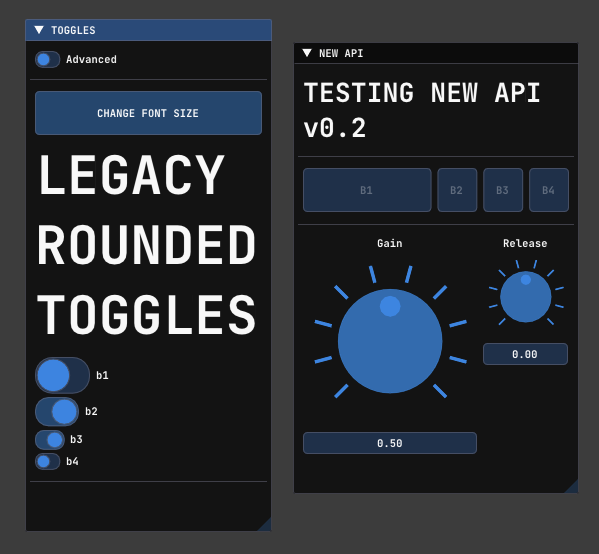 TOGGLES
Advanced
CHANGE FONT SIZE
LEGACY
ROUNDED
TOGGLES
b1
b2
b3
b4
NEW API
TESTING NEW API
v0.2
B1 B2 B3 B4
Gain Release
0.00
0.50